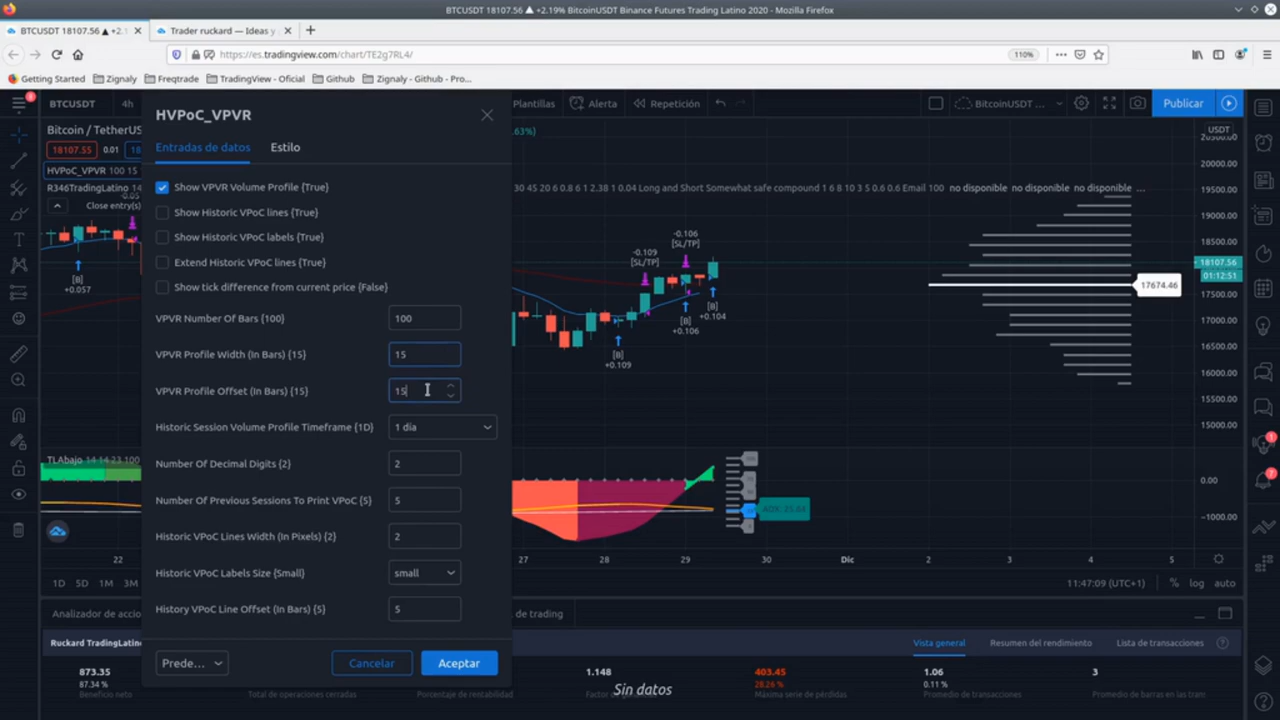 BTCUSDT 18107.56 ▲ +2.19% BitcoinUSDT Binance Futures Trading Latino 2020 - Mozilla Firefox
BTCUSDT 18107.56 ▲ +2.1
Trader ruckard — Ideas y
https://es.tradingview.com/chart/TE2g7RL4/
110%
Getting Started
Zignaly
Freqtrade
TradingView - Oficial
Github
Zignaly - Github - Pro...
8
BTCUSDT
4h
Plantillas
Alerta
Repetición
BitcoinUSDT ...
Publicar
Bitcoin / TetherUS
.63%)
18107.55
0.01
18
HVPoC_VPVR 100 15
R346TradingLatino 14
30 45 20 6 0.8 6 1 2.38 1 0.04 Long and Short Somewhat safe compound 1 6 8 10 3 5 0.6 0.6 Email 100 no disponible no disponible no disponible ...
-0.05
Close entry(s)
[B]
+0.057
HVPoC_VPVR
Entradas de datos
Estilo
Show VPVR Volume Profile {True}
Show Historic VPoC lines {True}
Show Historic VPoC labels {True}
Extend Historic VPoC lines {True}
Show tick difference from current price {False}
VPVR Number Of Bars {100}
100
VPVR Profile Width (In Bars) {15}
15
VPVR Profile Offset (In Bars) {15}
15
Historic Session Volume Profile Timeframe {1D}
1 día
Number Of Decimal Digits {2}
2
Number Of Previous Sessions To Print VPoC {5}
5
Historic VPoC Lines Width (In Pixels) {2}
2
Historic VPoC Labels Size {Small}
small
History VPoC Line Offset (In Bars) {5}
5
Prede...
Cancelar
Aceptar
-0.109
[SL/TP]
-0.106
[SL/TP]
[B]
+0.109
[B]
+0.106
[B]
+0.104
17674.46
USDT
20500.00
20000.00
19500.00
19000.00
18500.00
18107.56
01:12:51
17500.00
17000.00
16500.00
16000.00
15500.00
15000.00
0.00
-1000.00
TLAbajo 14 14 23 100
22
27
28
29
30
Dic
2
3
4
5
1D
5D
1M
3M
11:47:09 (UTC+1)
%
log
auto
1
2
Analizador de accio
de trading
Ruckard TradingLatin
Vista general
Resumen del rendimiento
Lista de transacciones
873.35
87.34 %
Beneficio neto
Total de operaciones cerradas
Porcentaje de rentabilidad
1.148
Factor
403.45
28.26 %
Máxima serie de pérdidas
1.06
0.11 %
Promedio de transacciones
3
Promedio de barras en las tran
Sin datos